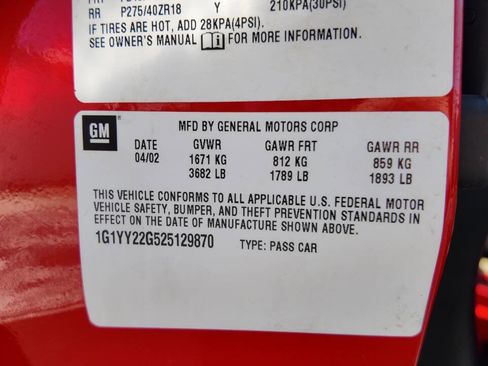 RR P275/40ZR18 Y 210KPA(30PSI)
IF TIRES ARE HOT, ADD 28KPA(4PSI)
SEE OWNER'S MANUAL FOR MORE INFORMATION.
GM
MFD BY GENERAL MOTORS CORP
DATE GVWR GAWR FRT GAWR RR
04/02 1671 KG 812 KG 859 KG
3682 LB 1789 LB 1893 LB
THIS VEHICLE CONFORMS TO ALL APPLICABLE U.S. FEDERAL MOTOR
VEHICLE SAFETY, BUMPER, AND THEFT PREVENTION STANDARDS IN
EFFECT ON THE DATE OF MANUFACTURE SHOWN ABOVE.
1G1YY22G525129870 TYPE: PASS CAR